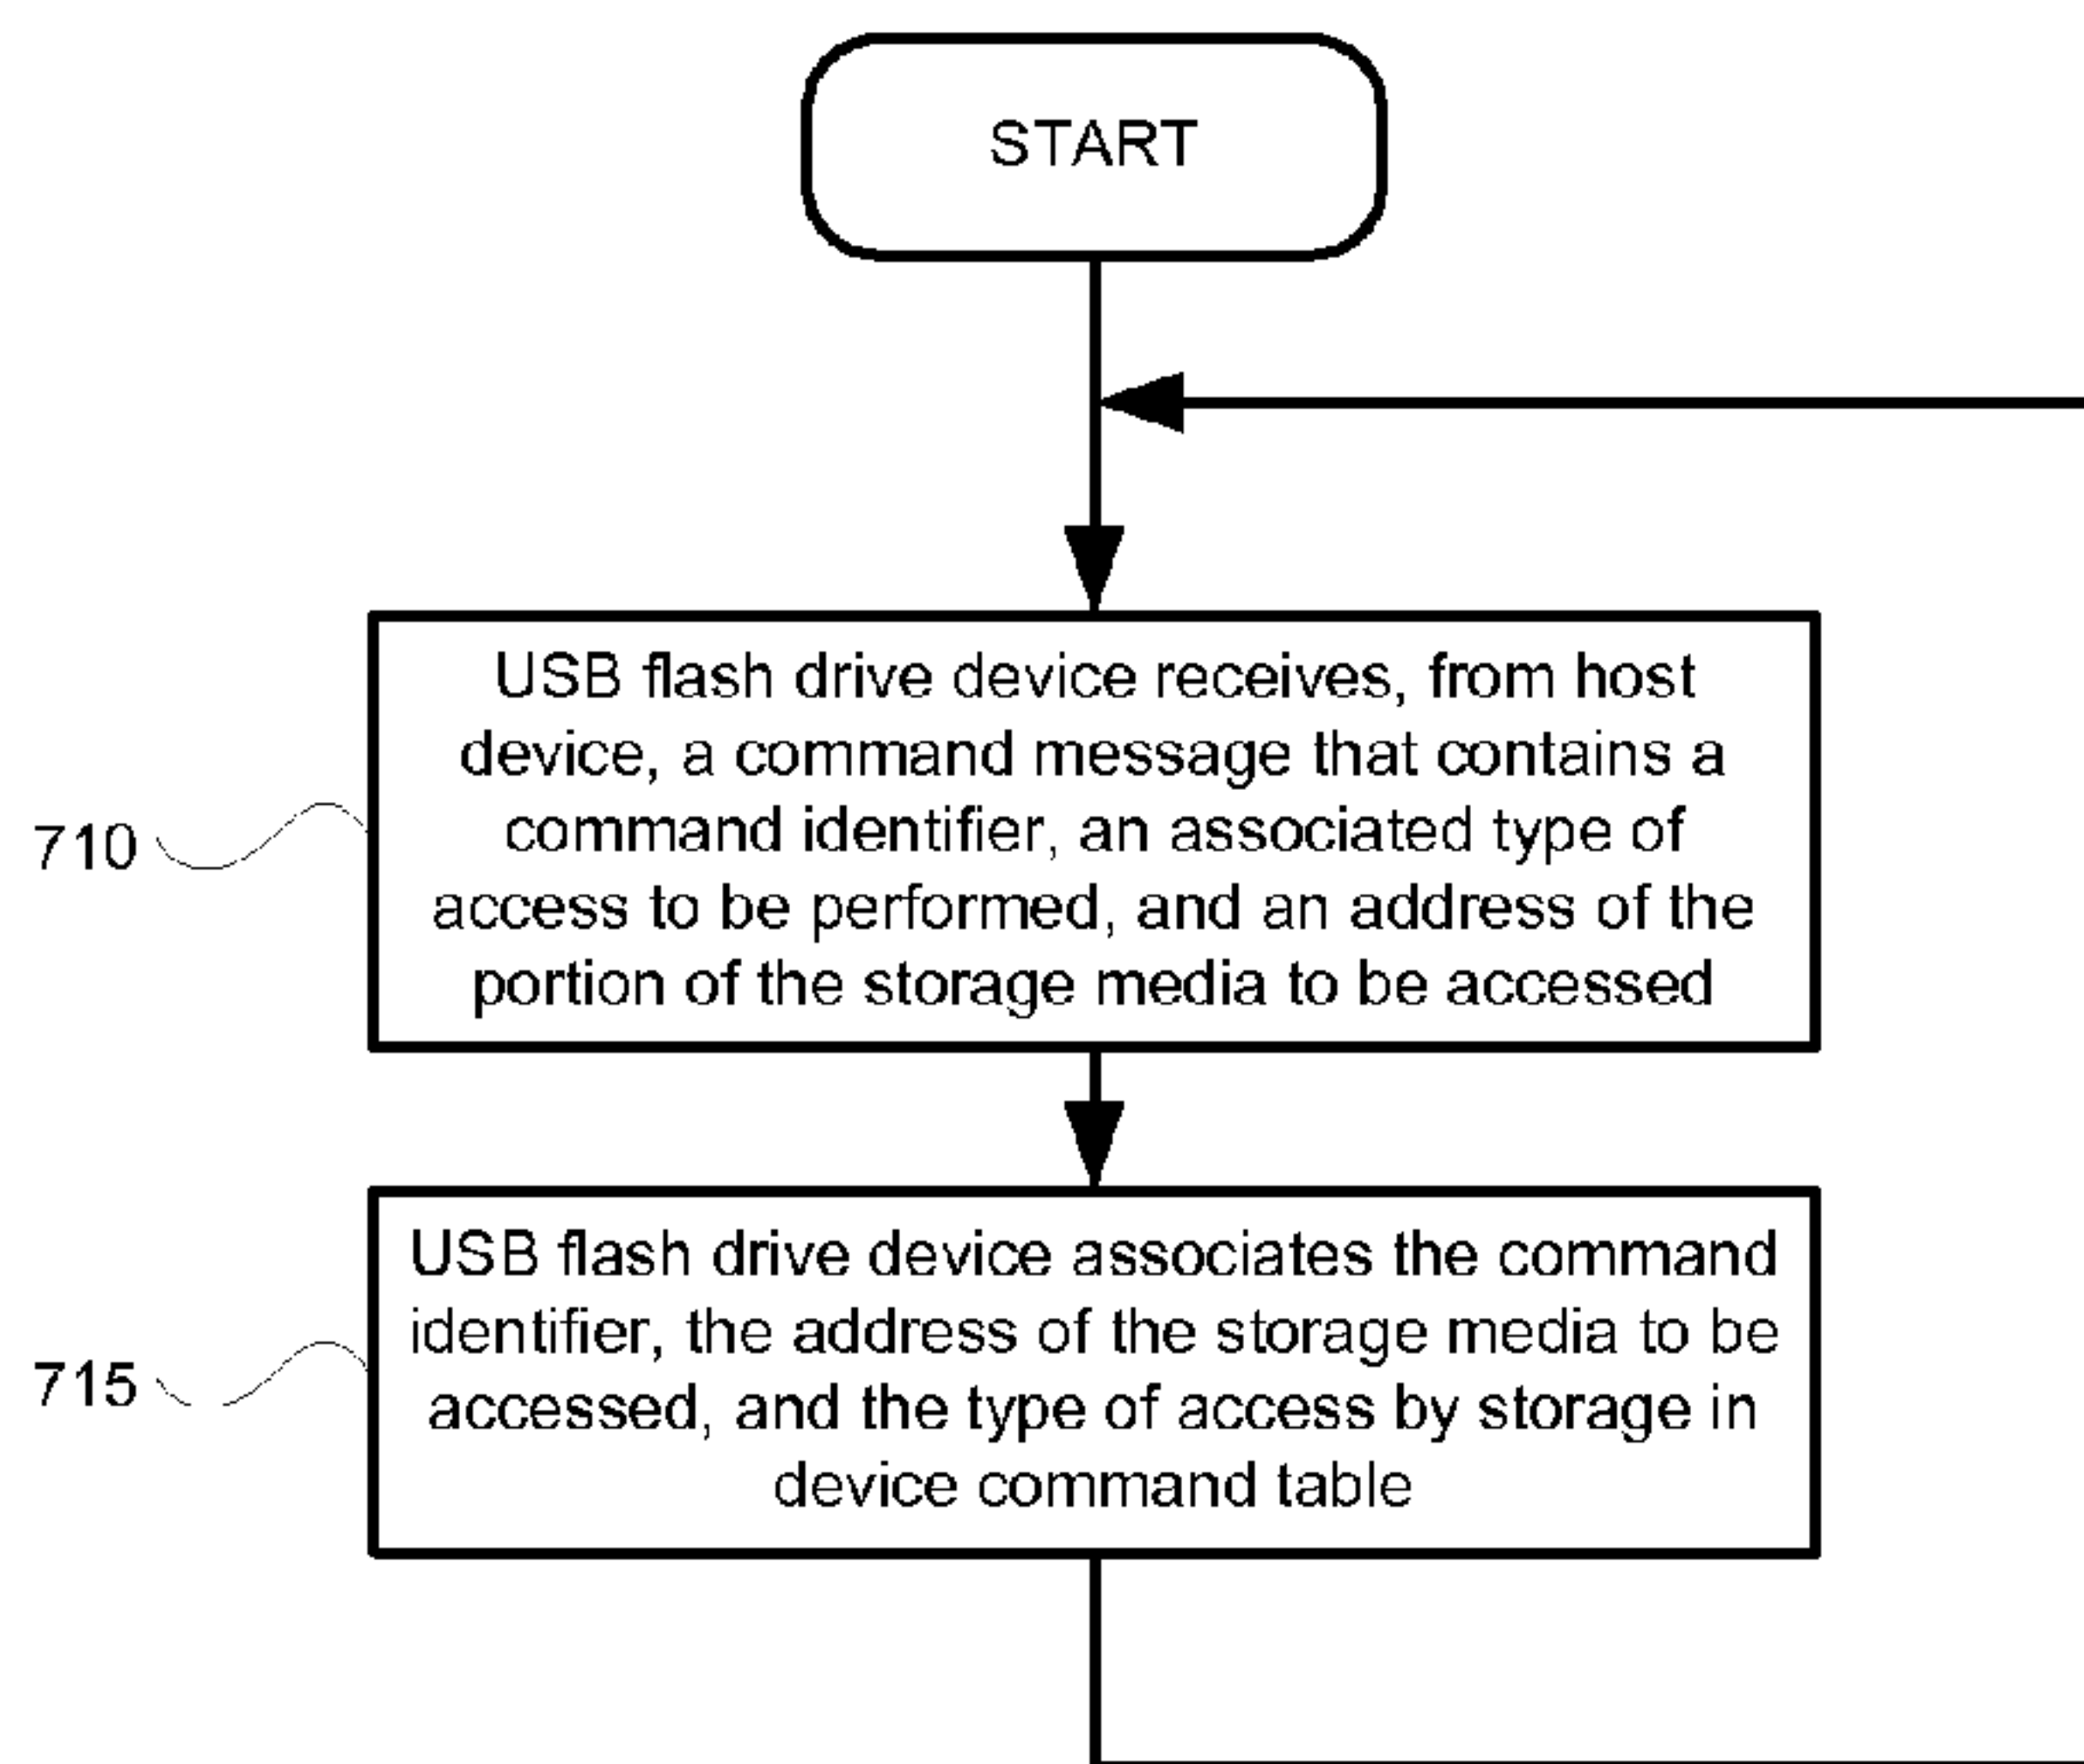 START
USB flash drive device receives, from host
device, a command message that contains a
command identifier, an associated type of
access to be performed, and an address of the
portion of the storage media to be accessed
710
USB flash drive device associates the command
identifier, the address of the storage media to be
accessed, and the type of access by storage in
device command table
715